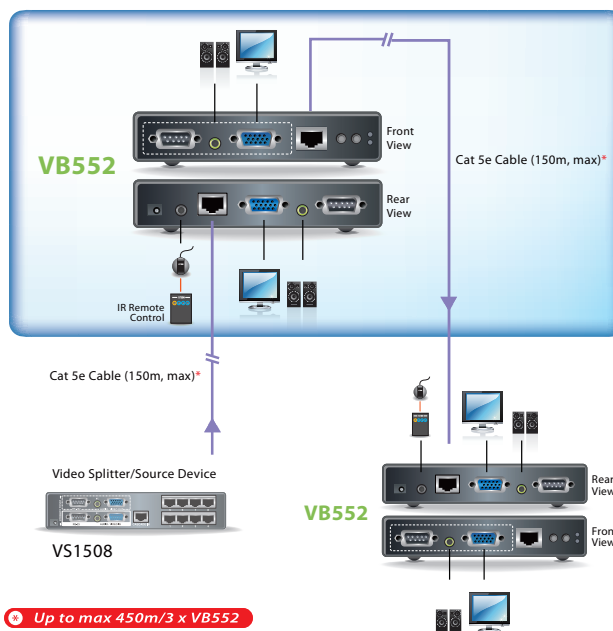 VB552
Front
View
Rear
View
Cat 5e Cable (150m, max)*
IR Remote
Control
Cat 5e Cable (150m, max)*
Video Splitter/Source Device
VS1508
VB552
Rear
View
Front
View
* Up to max 450m/3 x VB552